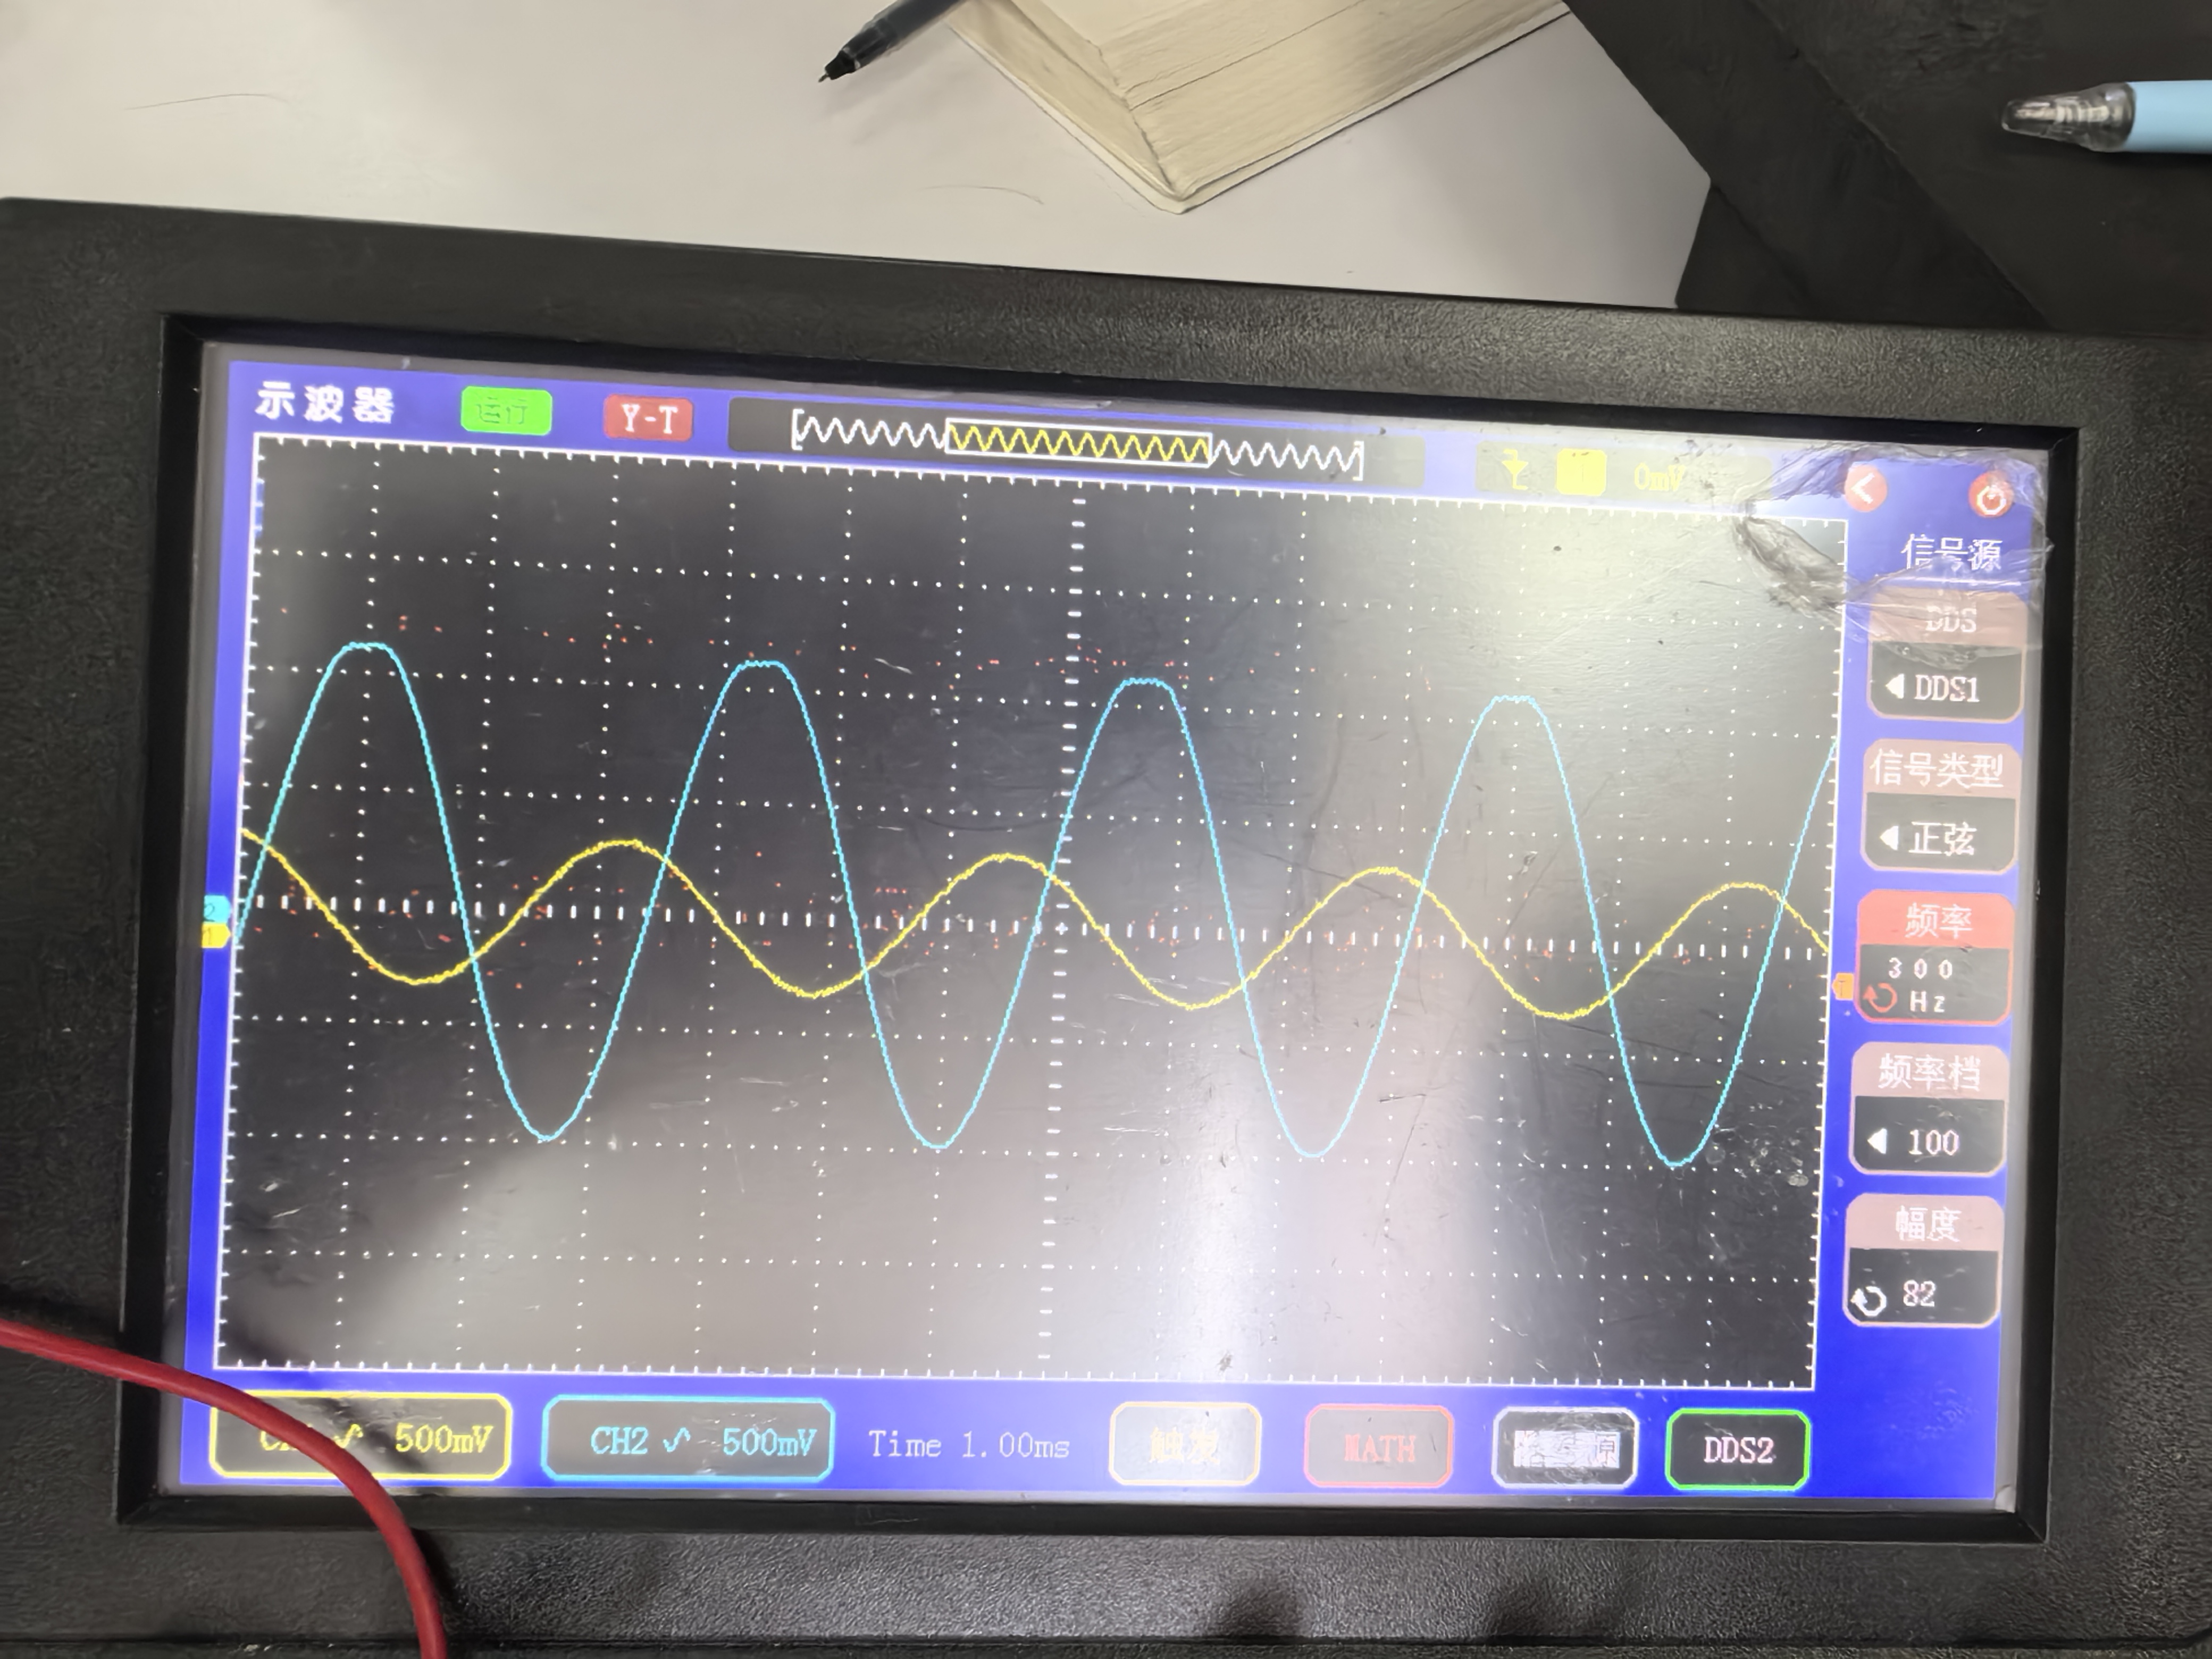 示波器 运行 Y-T 0mV
信号源
DDS
DDS1
信号类型
正弦
频率
300
Hz
频率档
100
幅度
82
2
1
500mV CH2 500mV Time 1.00ms 触发 MATH DDS2